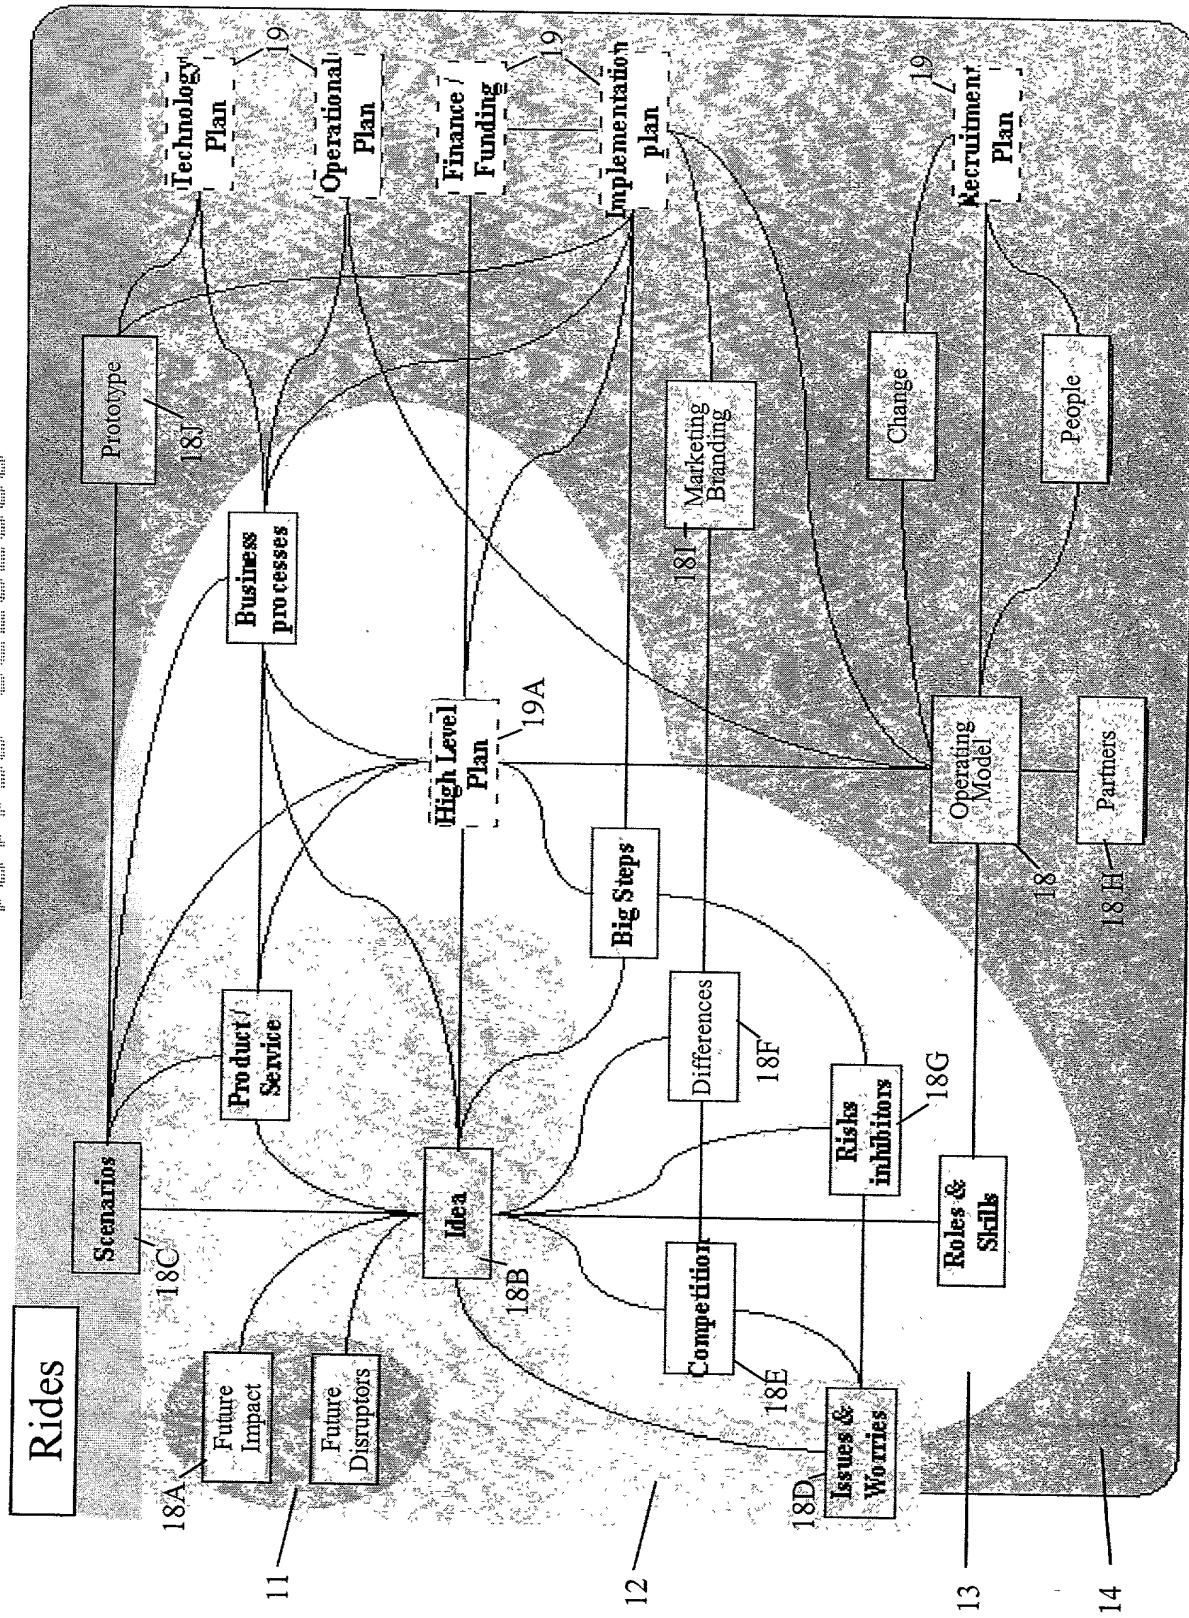 Rides
Scenarios
18C
Prototype
18J
Technology
Plan
19
Operational
Plan
Business
processes
Product /
Service
Future
Impact
18A
Future
Disruptors
11
Idea
18B
High Level
Plan
19A
Finance /
Funding
19
Implementation
plan
Big Steps
12
Competition
18E
Differences
18F
Marketing
Branding
18I
Issues &
Worries
18D
Risks
inhibitors
18G
Change
19
Recruitment
Plan
Roles &
Skills
Operating
Model
18
People
Partners
18H
13
14